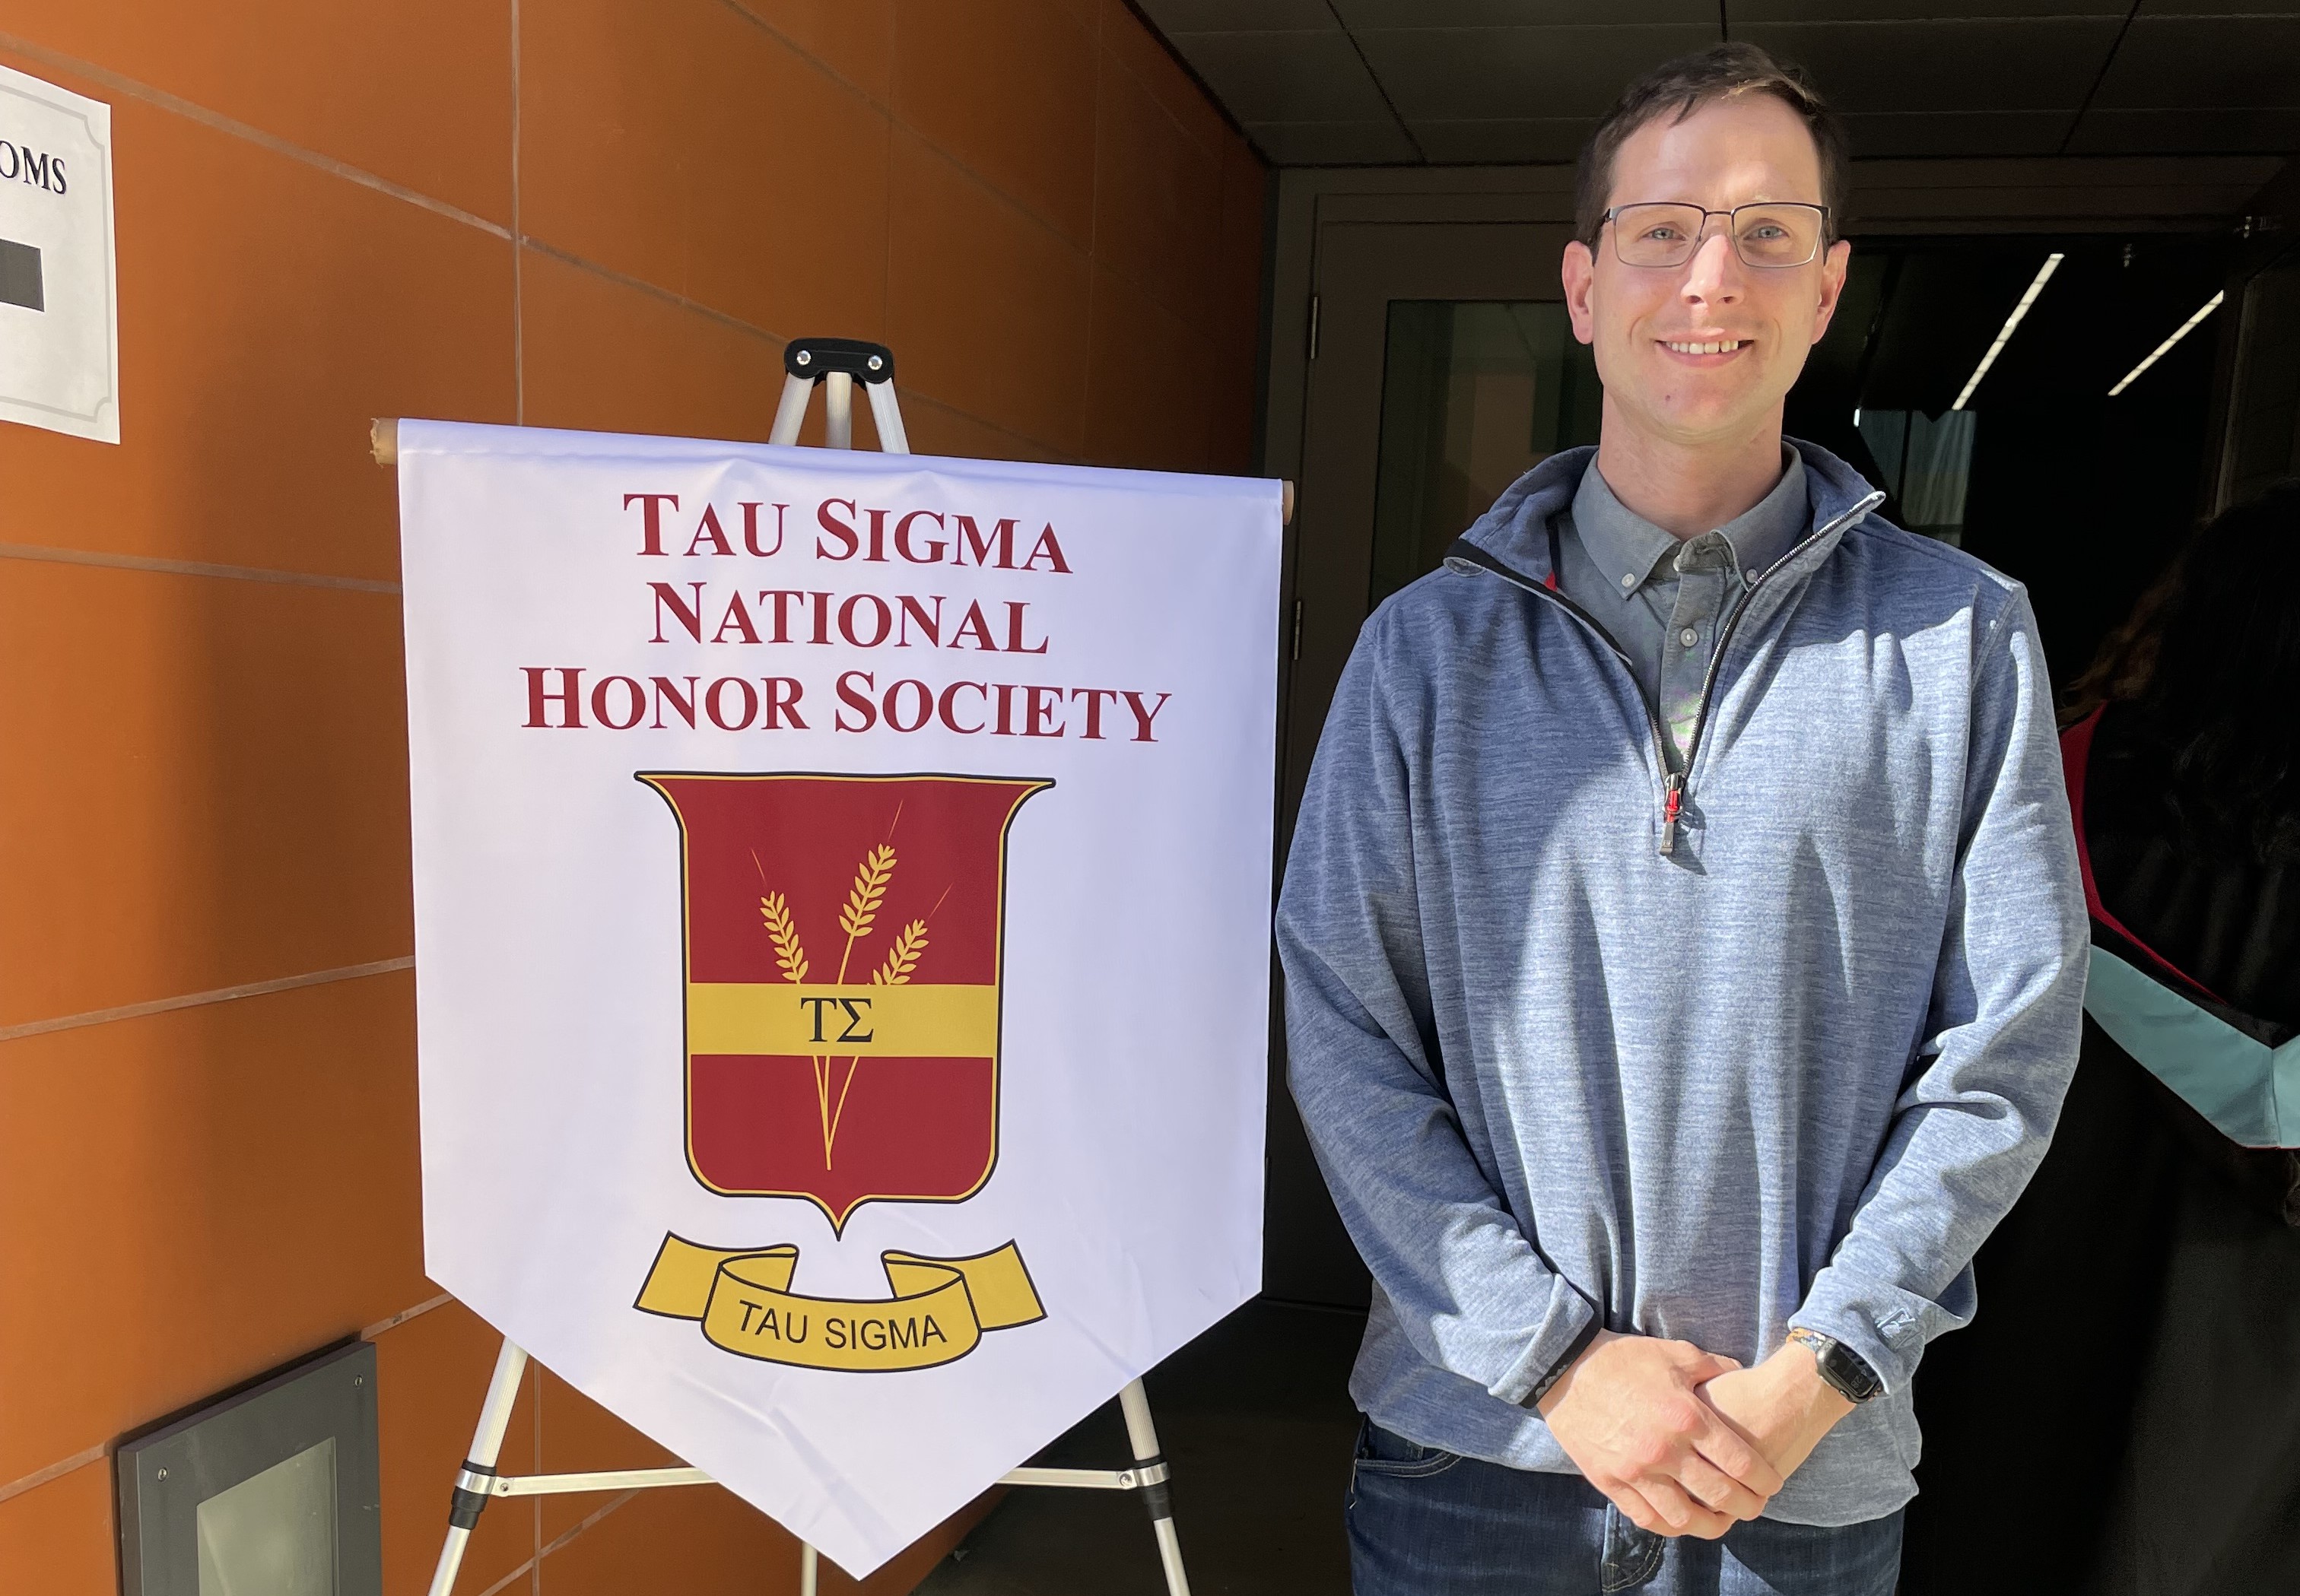 OMS
TAU SIGMA
NATIONAL
HONOR SOCIETY
ΤΣ
TAU SIGMA